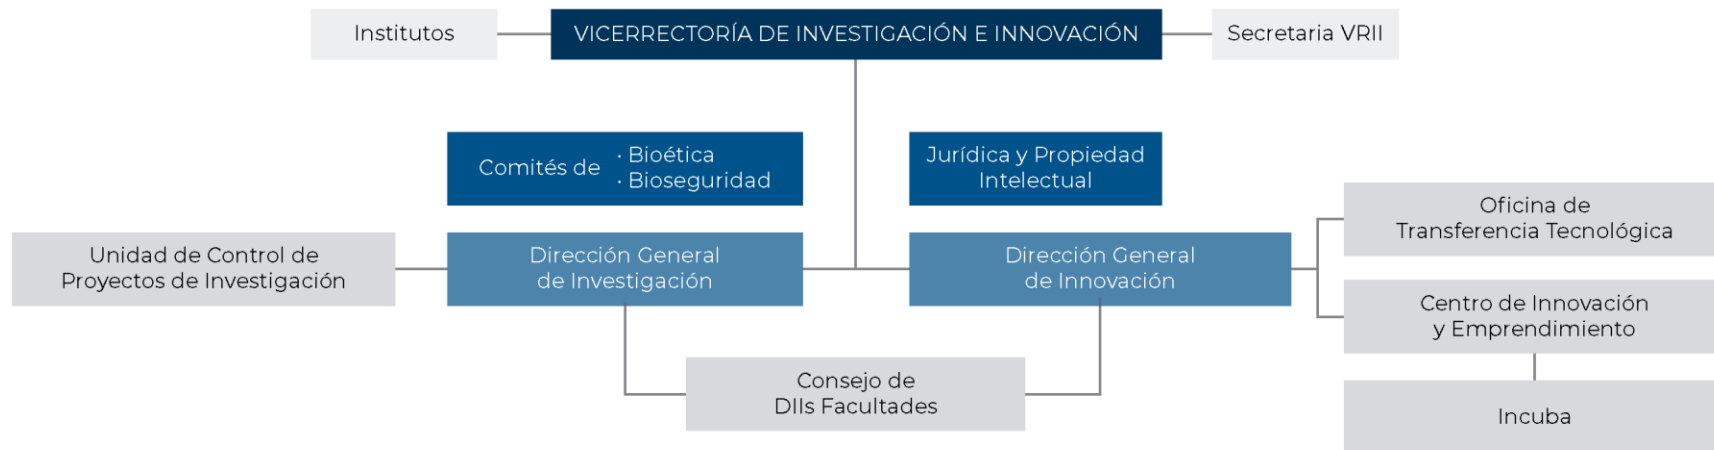 Institutos
VICERRECTORÍA DE INVESTIGACIÓN E INNOVACIÓN
Secretaria VRII
Comités de
· Bioética
· Bioseguridad
Jurídica y Propiedad
Intelectual
Unidad de Control de
Proyectos de Investigación
Dirección General
de Investigación
Dirección General
de Innovación
Oficina de
Transferencia Tecnológica
Centro de Innovación
y Emprendimiento
Consejo de
DIIs Facultades
Incuba